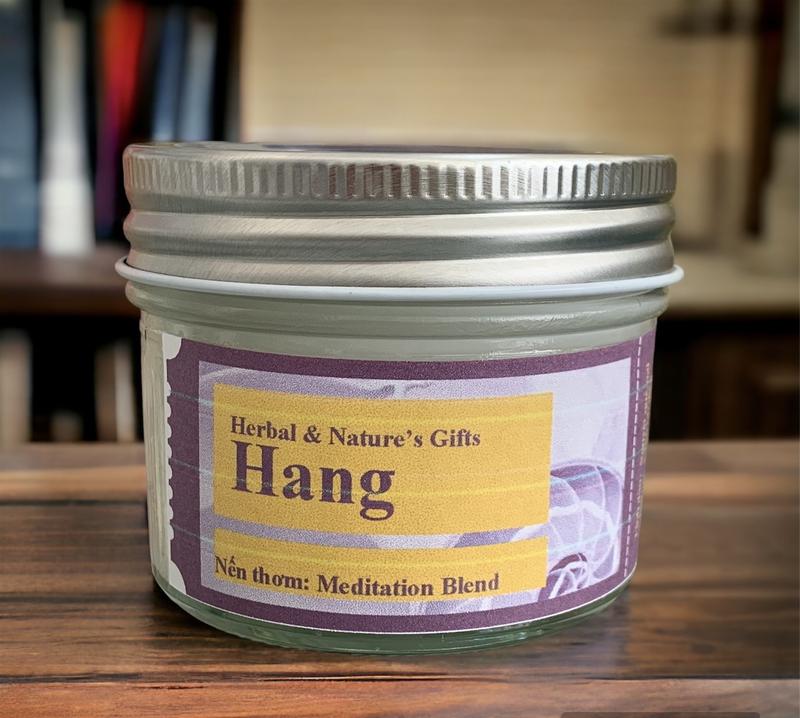 Herbal & Nature's Gifts
Hang
Nến thơm: Meditation Blend